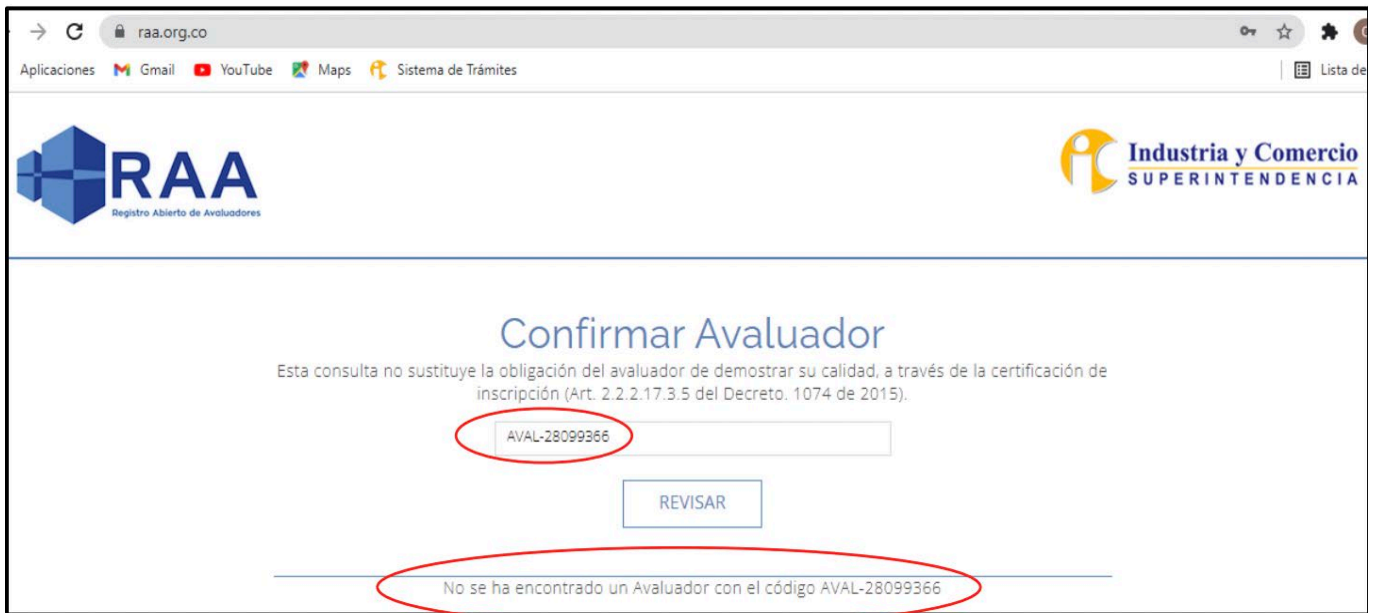 raa.org.co
Aplicaciones Gmail YouTube Maps Sistema de Trámites Lista de
RAA
Registro Abierto de Avaluadores
Industria y Comercio
SUPERINTENDENCIA
Confirmar Avaluador
Esta consulta no sustituye la obligación del avaluador de demostrar su calidad, a través de la certificación de
inscripción (Art. 2.2.2.17.3.5 del Decreto. 1074 de 2015).
AVAL-28099366
REVISAR
No se ha encontrado un Avaluador con el código AVAL-28099366